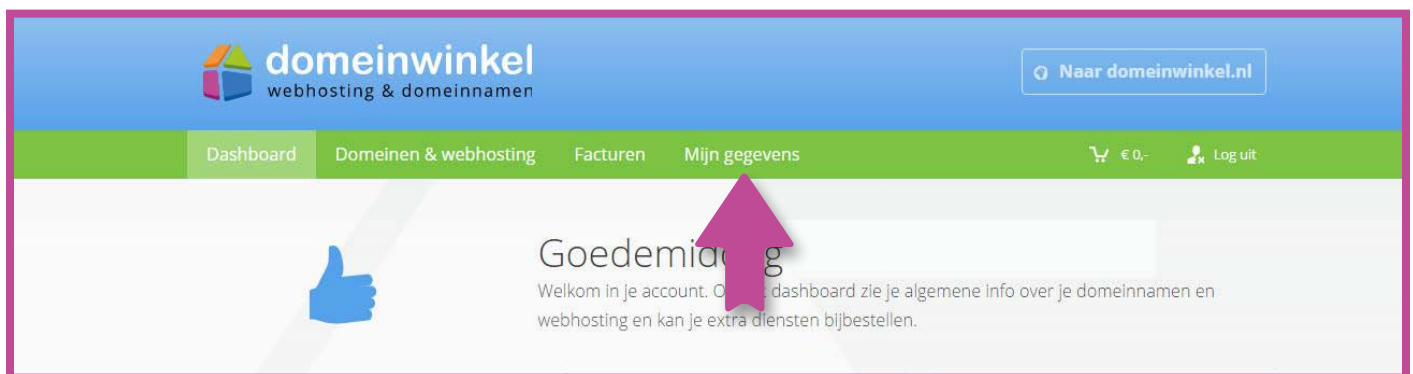 domeinwinkel
webhosting & domeinnamen
Naar domeinwinkel.nl
Dashboard Domeinen & webhosting Facturen Mijn gegevens € 0,- Log uit
Welkom in je account. dashboard zie je algemene info over je domeinnamen en
webhosting en kan je extra diensten bijbestellen.